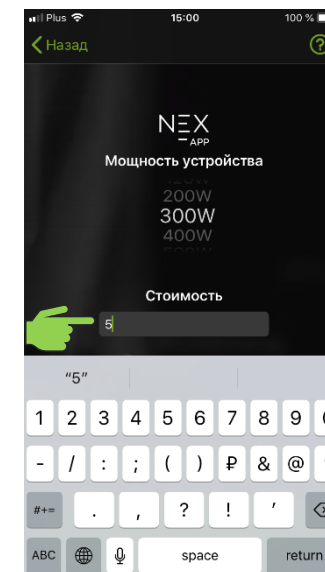 Plus 15:00 100 %
Назад ?
NEX
APP
Мощность устройства
200W
300W
400W
Стоимость
5
"5"
1 2 3 4 5 6 7 8 9
- / : ; ( ) ₽ & @
#+= . , ? ! '
ABC space return